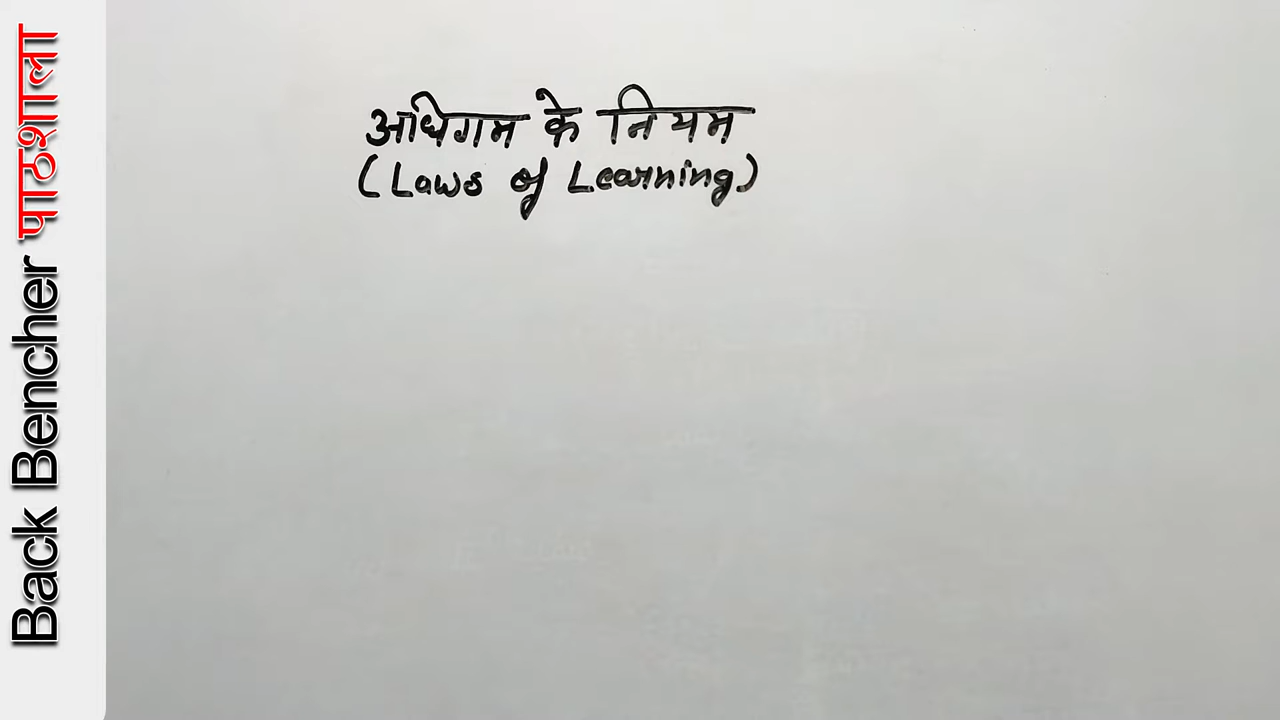 Back Bencher पाठशाला
अधिगम के नियम
(Laws of Learning)